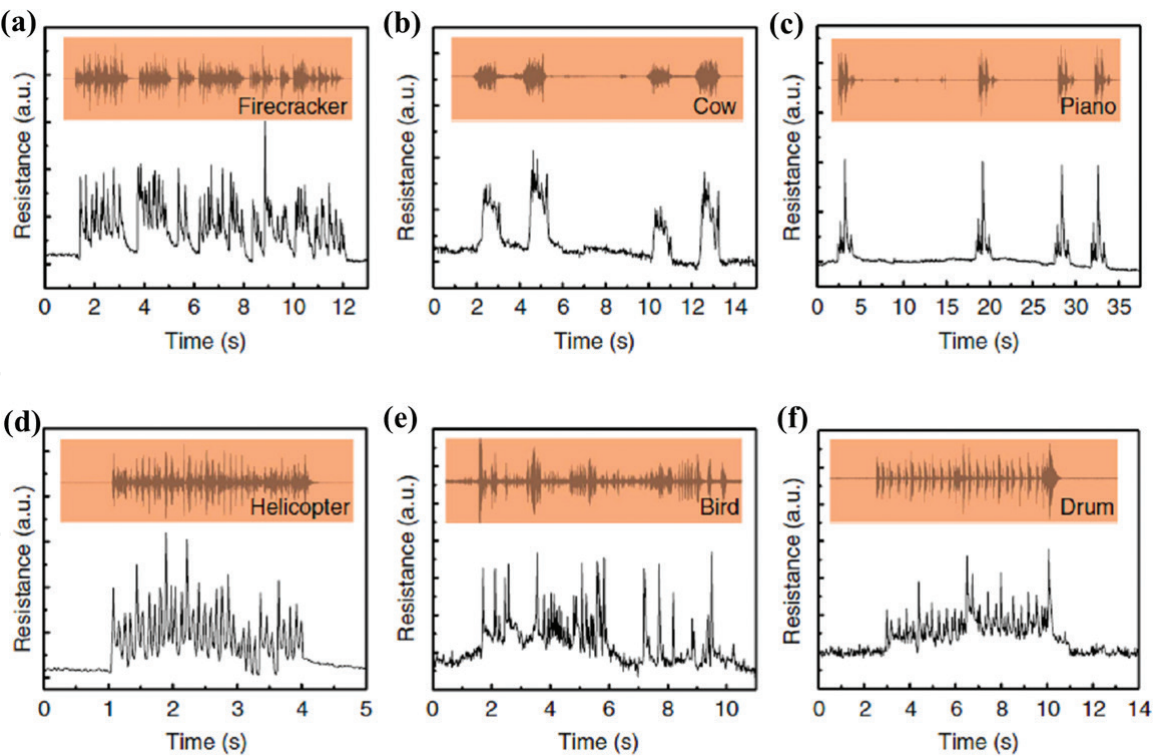 (a)
Firecracker
Resistance (a.u.)
0 2 4 6 8 10 12
Time (s)
(b)
Cow
Resistance (a.u.)
0 2 4 6 8 10 12 14
Time (s)
(c)
Piano
Resistance (a.u.)
0 5 10 15 20 25 30 35
Time (s)
(d)
Helicopter
Resistance (a.u.)
0 1 2 3 4 5
Time (s)
(e)
Bird
Resistance (a.u.)
0 2 4 6 8 10
Time (s)
(f)
Drum
Resistance (a.u.)
0 2 4 6 8 10 12 14
Time (s)